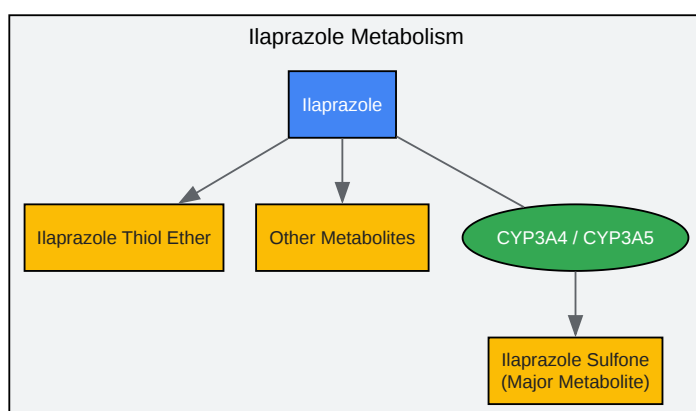 Ilaprazole Metabolism
Ilaprazole
Ilaprazole Thiol Ether
Other Metabolites
CYP3A4 / CYP3A5
Ilaprazole Sulfone
(Major Metabolite)